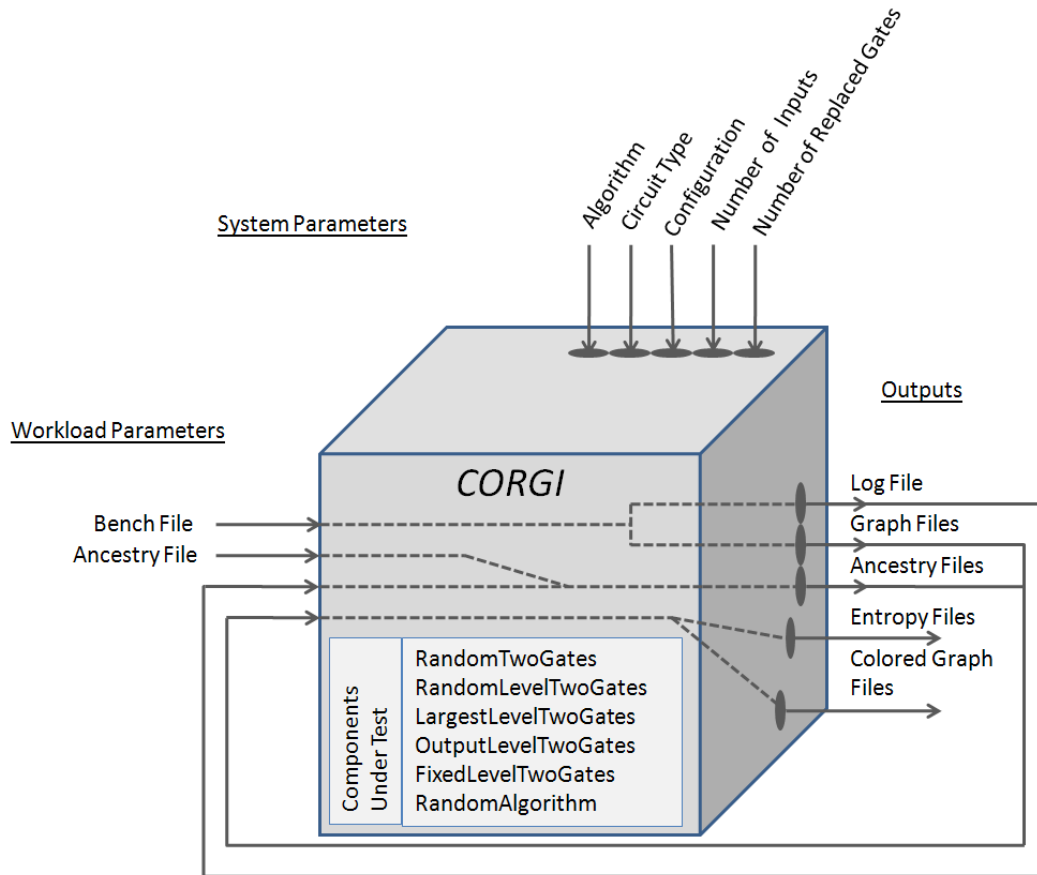 Algorithm
Circuit Type
Configuration
Number of Inputs
Number of Replaced Gates
System Parameters
Outputs
Workload Parameters
CORGI
Log File
Bench File
Graph Files
Ancestry File
Ancestry Files
Entropy Files
Colored Graph
Files
Components
Under Test
RandomTwoGates
RandomLevelTwoGates
LargestLevelTwoGates
OutputLevelTwoGates
FixedLevelTwoGates
RandomAlgorithm